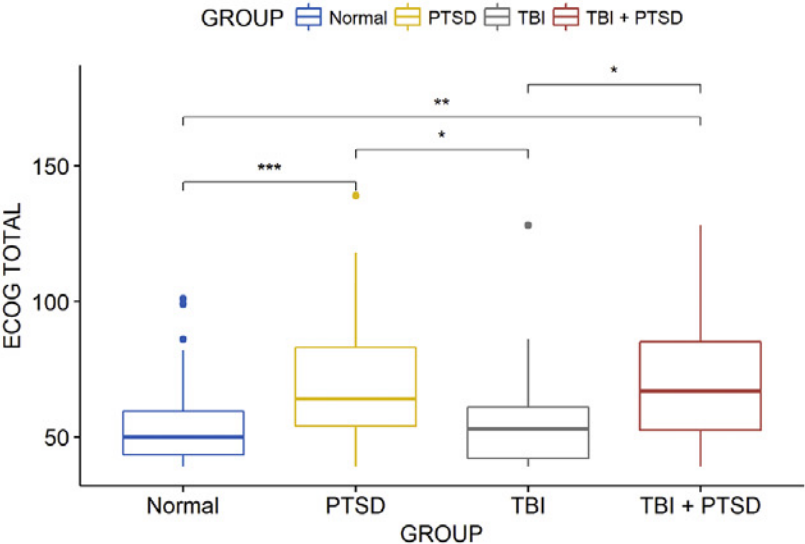 GROUP Normal PTSD TBI TBI + PTSD
*
**
*
***
150
100
50
ECOG TOTAL
Normal PTSD TBI TBI + PTSD
GROUP